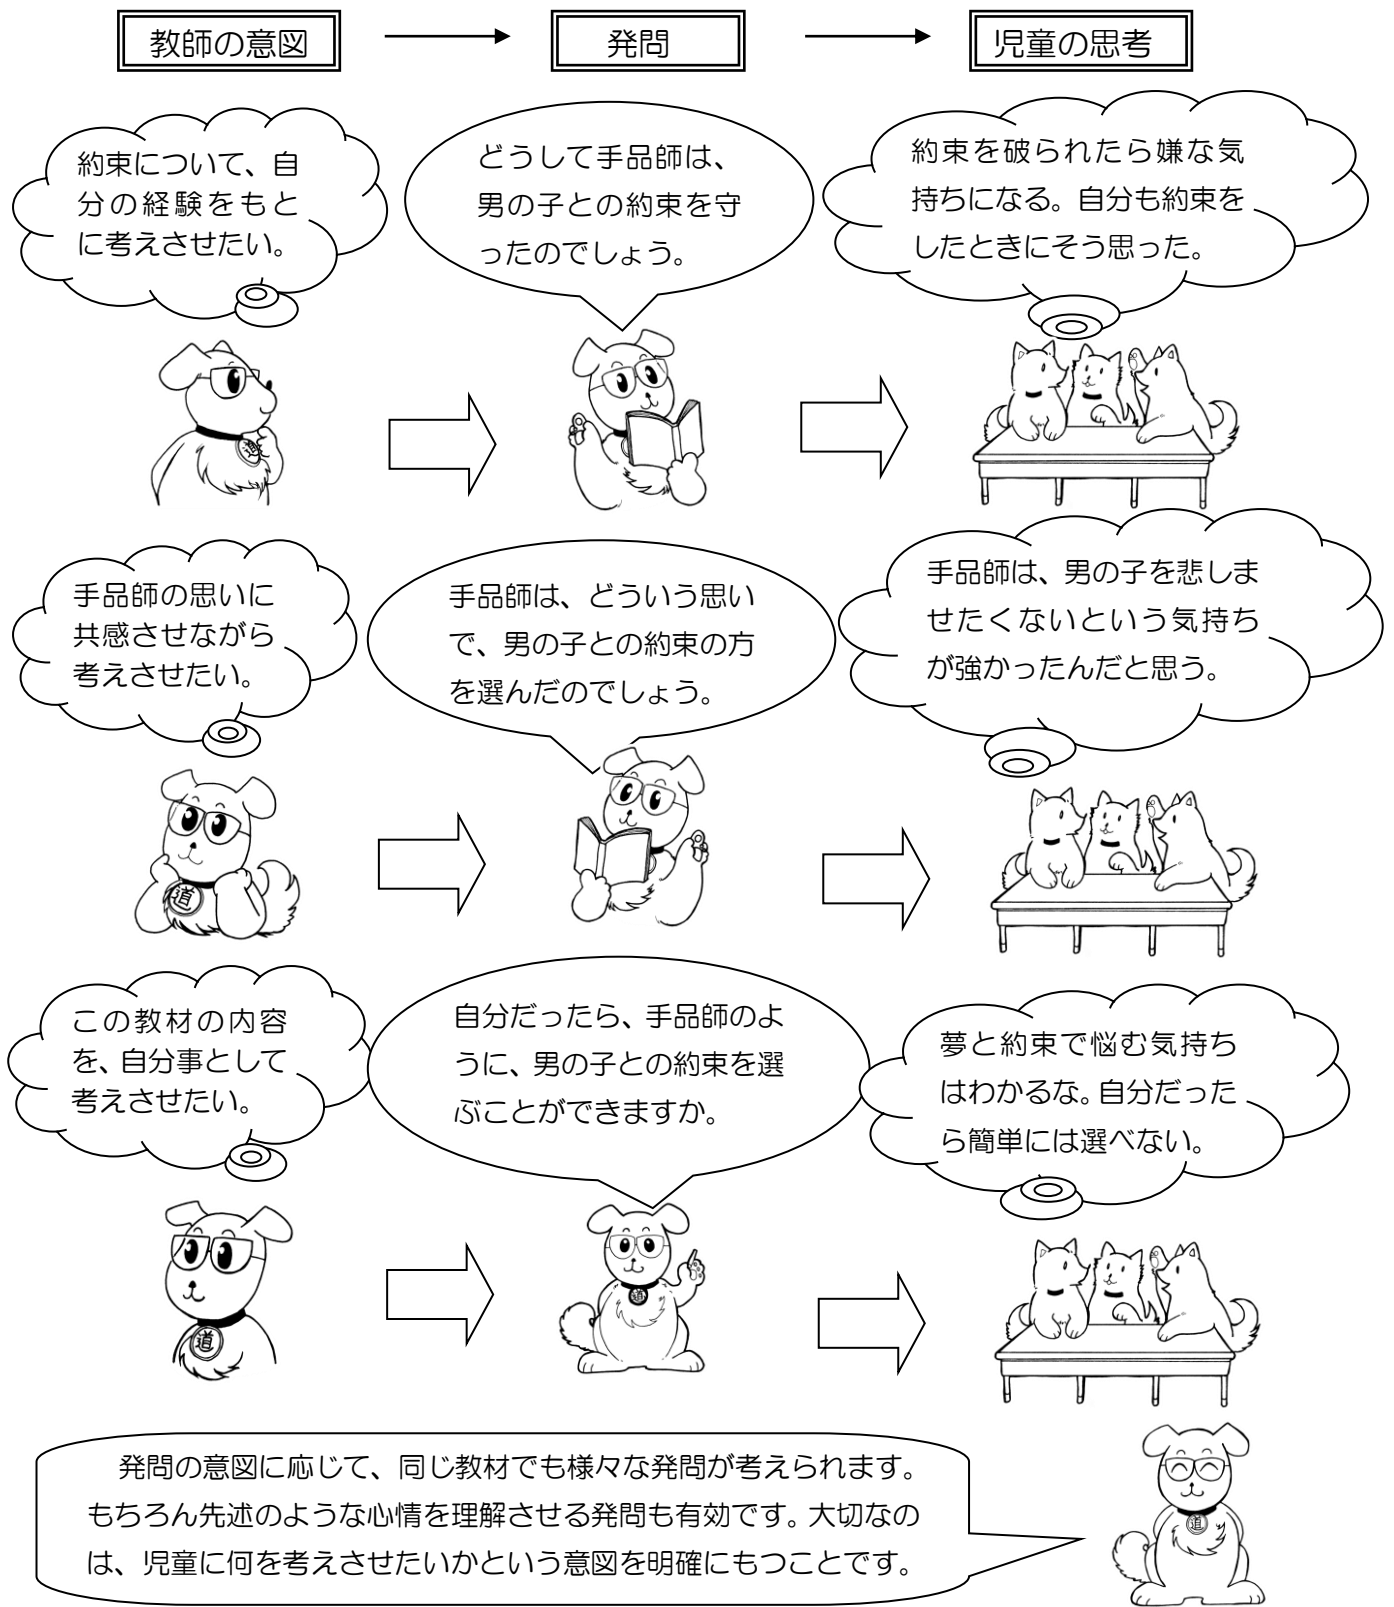 教師の意図
発問
児童の思考
約束について、自
分の経験をもと
に考えさせたい。
どうして手品師は、
男の子との約束を守
ったのでしょう。
約束を破られたら嫌な気
持ちになる。自分も約束を
したときにそう思った。
道
手品師の思いに
共感させながら
考えさせたい。
手品師は、どういう思い
で、男の子との約束の方
を選んだのでしょう。
手品師は、男の子を悲しま
せたくないという気持ち
が強かったんだと思う。
道
この教材の内容
を、自分事として
考えさせたい。
自分だったら、手品師のよ
うに、男の子との約束を選
ぶことができますか。
夢と約束で悩む気持ち
はわかるな。自分だった
ら簡単には選べない。
道
道
発問の意図に応じて、同じ教材でも様々な発問が考えられます。
もちろん先述のような心情を理解させる発問も有効です。大切なの
は、児童に何を考えさせたいかという意図を明確にもつことです。
道